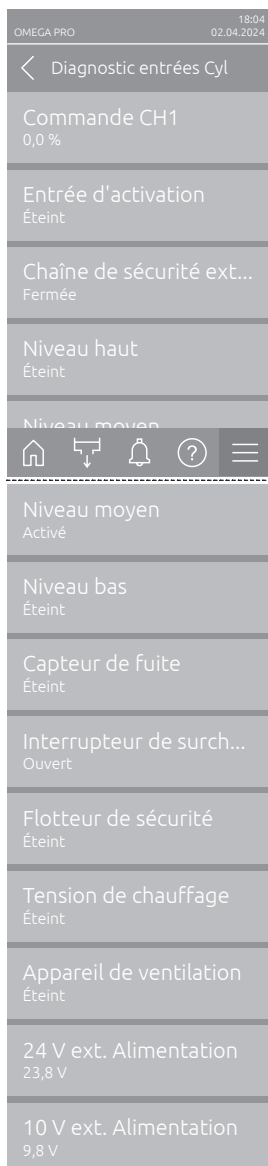 18:04
OMEGA PRO 02.04.2024
Diagnostic entrées Cyl
Commande CH1
0,0 %
Entrée d'activation
Éteint
Chaîne de sécurité ext...
Fermée
Niveau haut
Éteint
Niveau moyen
?
Niveau moyen
Activé
Niveau bas
Éteint
Capteur de fuite
Éteint
Interrupteur de surch...
Ouvert
Flotteur de sécurité
Éteint
Tension de chauffage
Éteint
Appareil de ventilation
Éteint
24 V ext. Alimentation
23,8 V
10 V ext. Alimentation
9,8 V